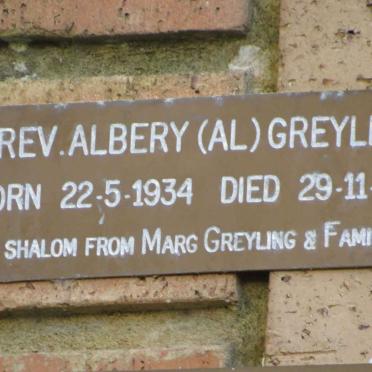 REV. ALBERY (AL) GREYL
ORN 22-5-1934 DIED 29-11-
SHALOM FROM MARG GREYLING & FAMI